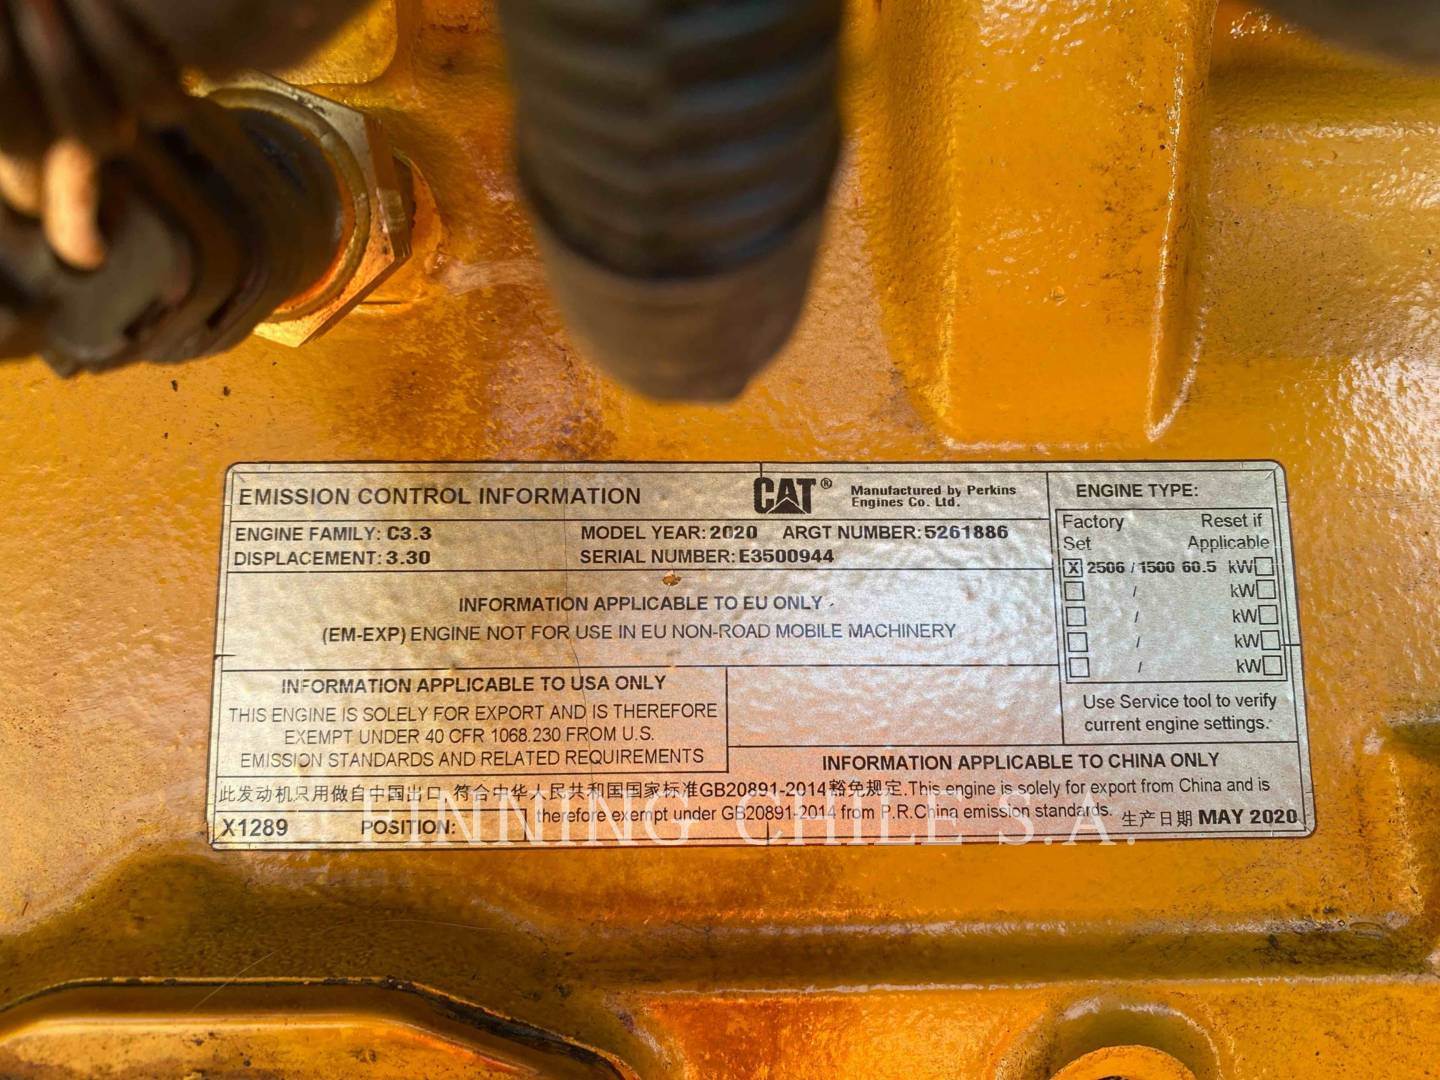 EMISSION CONTROL INFORMATION
CAT®
Manufactured by Perkins
Engines Co. Ltd.
ENGINE FAMILY: C3.3
MODEL YEAR: 2020 ARGT NUMBER: 5261886
DISPLACEMENT: 3.30
SERIAL NUMBER: E3500944
ENGINE TYPE:
Factory Set
Reset if Applicable
X 2506 / 1500 60.5 kW
/ kW
/ kW
/ kW
/ kW
Use Service tool to verify
current engine settings.
INFORMATION APPLICABLE TO EU ONLY
(EM-EXP) ENGINE NOT FOR USE IN EU NON-ROAD MOBILE MACHINERY
INFORMATION APPLICABLE TO USA ONLY
THIS ENGINE IS SOLELY FOR EXPORT AND IS THEREFORE
EXEMPT UNDER 40 CFR 1068.230 FROM U.S.
EMISSION STANDARDS AND RELATED REQUIREMENTS
INFORMATION APPLICABLE TO CHINA ONLY
此发动机只用做自中国出口, 符合中华人民共和国国家标准GB20891-2014豁免规定.This engine is solely for export from China and is
therefore exempt under GB20891-2014 from P.R.China emission standards.
X1289 POSITION:
生产日期 MAY 2020
FINNING CHILE S.A.